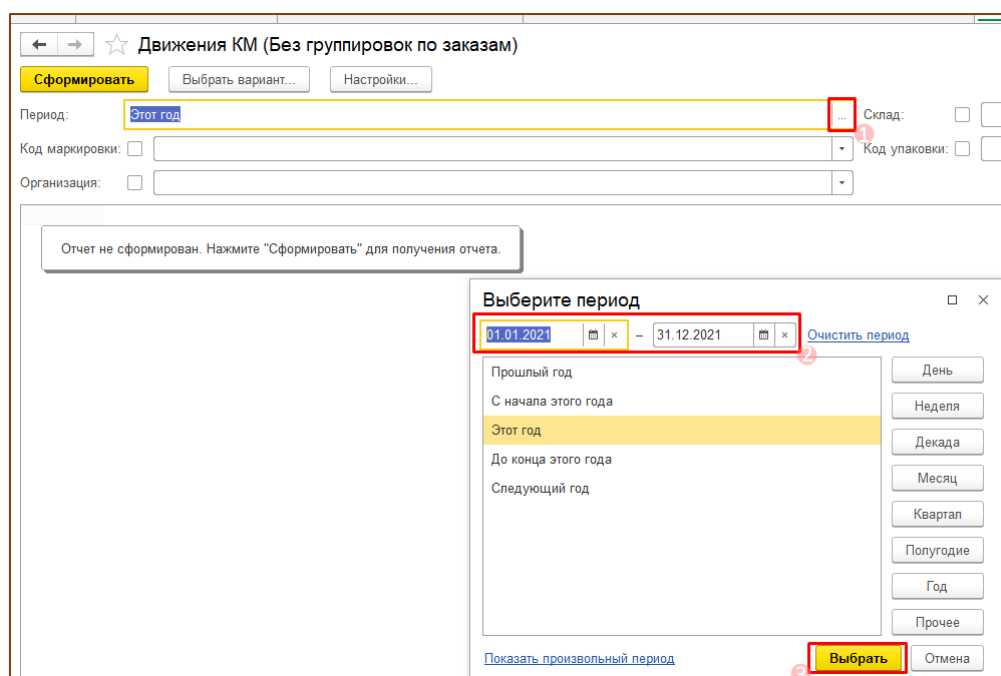 Движения КМ (Без группировок по заказам)
Сформировать Выбрать вариант... Настройки...
Период: Этот год ... Склад:
1
Код маркировки: Код упаковки:
Организация:
Отчет не сформирован. Нажмите "Сформировать" для получения отчета.
Выберите период
01.01.2021 – 31.12.2021 Очистить период
2
Прошлый год День
С начала этого года Неделя
Этот год Декада
До конца этого года Месяц
Следующий год Квартал
Полугодие
Год
Прочее
Показать произвольный период Выбрать Отмена
3